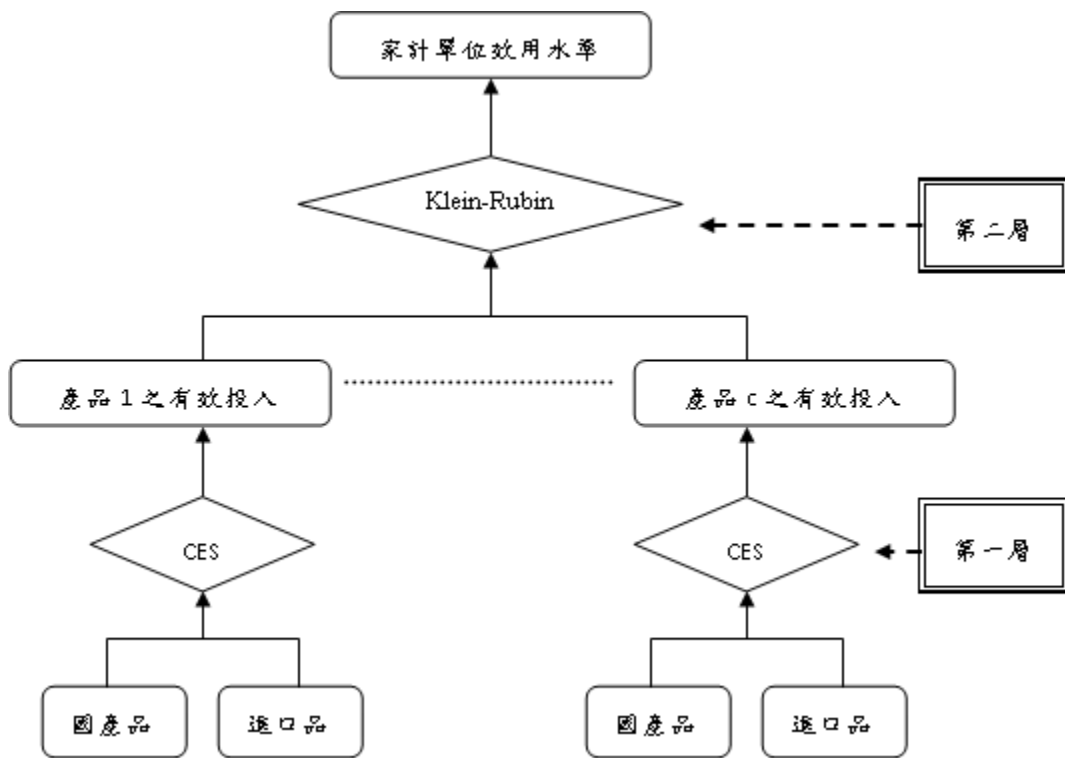 家計單位效用水準
Klein-Rubin
第二層
產品1之有效投入
產品c之有效投入
CES
CES
第一層
國產品
進口品
國產品
進口品